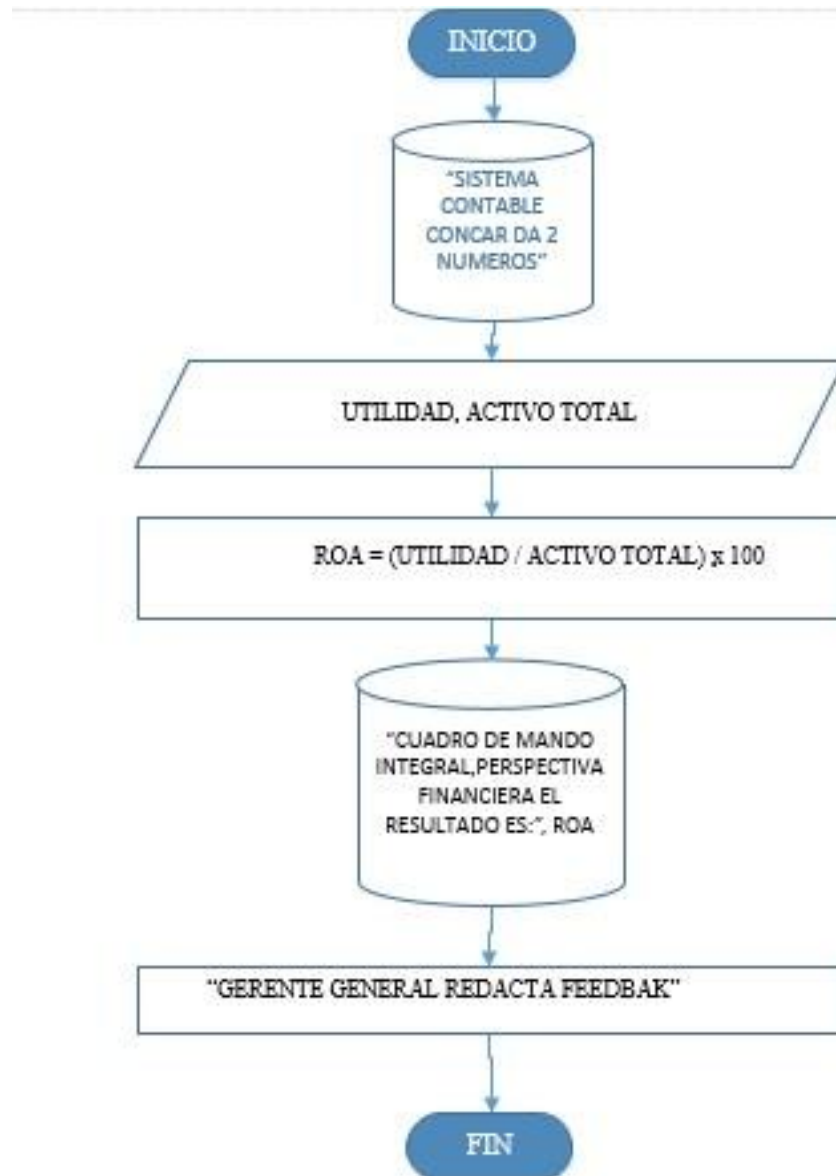 INICIO
“SISTEMA
CONTABLE
CONCAR DA 2
NUMEROS”
UTILIDAD, ACTIVO TOTAL
ROA = (UTILIDAD / ACTIVO TOTAL) x 100
“CUADRO DE MANDO
INTEGRAL,PERSPECTIVA
FINANCIERA EL
RESULTADO ES:”, ROA
“GERENTE GENERAL REDACTA FEEDBAK”
FIN